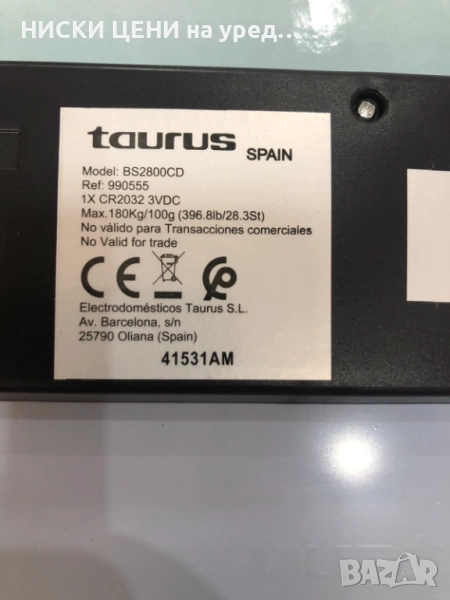 НИСКИ ЦЕНИ на уред...
taurus SPAIN
Model: BS2800CD
Ref: 990555
1X CR2032 3VDC
Max.180Kg/100g (396.8lb/28.3St)
No válido para Transacciones comerciales
No Valid for trade
CE
Electrodomésticos Taurus S.L.
Av. Barcelona, s/n
25790 Oliana (Spain)
41531AM
BAZAR